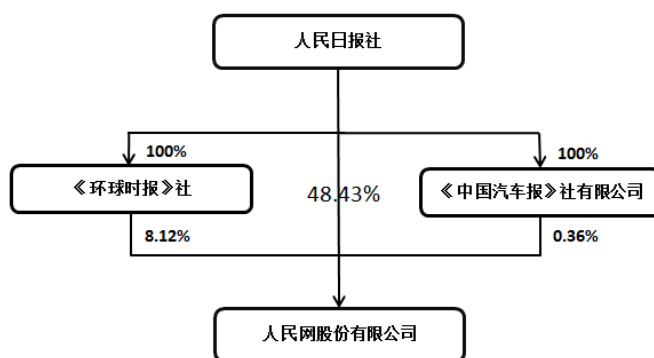 人民日报社
100%
100%
《环球时报》社
48.43%
《中国汽车报》社有限公司
8.12%
0.36%
人民网股份有限公司